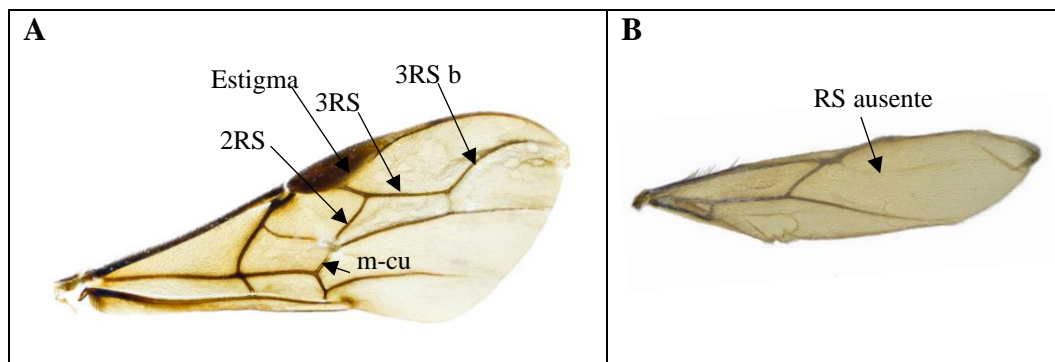 A
Estigma
3RS
3RS b
2RS
m-cu
B
RS ausente